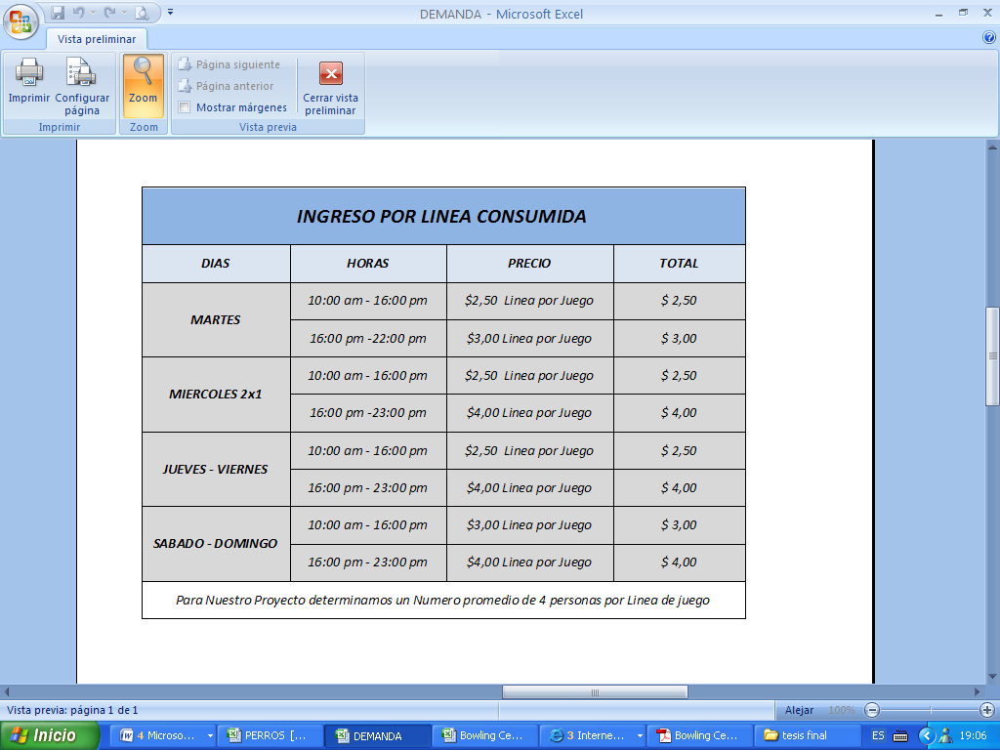 DEMANDA - Microsoft Excel
Vista preliminar
Imprimir
Configurar página
Zoom
Página siguiente
Página anterior
Mostrar márgenes
Cerrar vista preliminar
Imprimir
Zoom
Vista previa
INGRESO POR LINEA CONSUMIDA
DIAS HORAS PRECIO TOTAL
MARTES
10:00 am - 16:00 pm $2,50 Linea por Juego $ 2,50
16:00 pm -22:00 pm $3,00 Linea por Juego $ 3,00
MIERCOLES 2x1
10:00 am - 16:00 pm $2,50 Linea por Juego $ 2,50
16:00 pm -23:00 pm $4,00 Linea por Juego $ 4,00
JUEVES - VIERNES
10:00 am - 16:00 pm $2,50 Linea por Juego $ 2,50
16:00 pm - 23:00 pm $4,00 Linea por Juego $ 4,00
SABADO - DOMINGO
10:00 am - 16:00 pm $3,00 Linea por Juego $ 3,00
16:00 pm - 23:00 pm $4,00 Linea por Juego $ 4,00
Para Nuestro Proyecto determinamos un Numero promedio de 4 personas por Linea de juego
Vista previa: página 1 de 1
Alejar 100%
Inicio
4 Microso...
PERROS [...
DEMANDA
Bowling Ce...
3 Interne...
Bowling Ce...
tesis final
ES
19:06